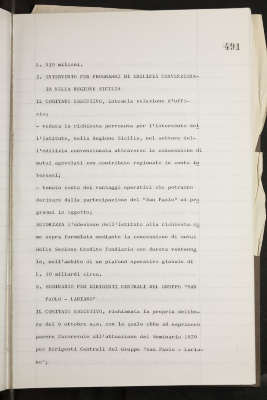 491
L. 930 milioni.
I. INTERVENTO PER PROGRAMMI DI EDILIZIA CONVENZIONA-
TA NELLA REGIONE SICILIA
IL COMITATO ESECUTIVO, intesa la relazione d'uffi-
cio;
- veduta la richiesta pervenuta per l'intervento del
l'Istituto, nella Regione Sicilia, nel settore del-
l'edilizia convenzionata attraverso la concessione di
mutui agevolati con contributo regionale in conto in
teressi;
- tenuto conto dei vantaggi operativi che potranno
derivare dalla partecipazione del "San Paolo" ai pro
grammi in oggetto;
AUTORIZZA l'adesione dell'Istituto alla richiesta co
me sopra formulata mediante la concessione di mutui
della Sezione Credito Fondiario con durata ventenna
le, nell'ambito di un plafond operativo globale di
L. 10 miliardi circa.
SEMINARIO PER DIRIGENTI CENTRALI DEL GRUPPO "SAN
PAOLO - LARIANO"
IL COMITATO ESECUTIVO, richiamata la propria delibe-
ra del 9 ottobre a.s. con la quale ebbe ad esprimere
parere favorevole all'attuazione del Seminario 1979
per Dirigenti Centrali del Gruppo "San Paolo - Laria-
no";